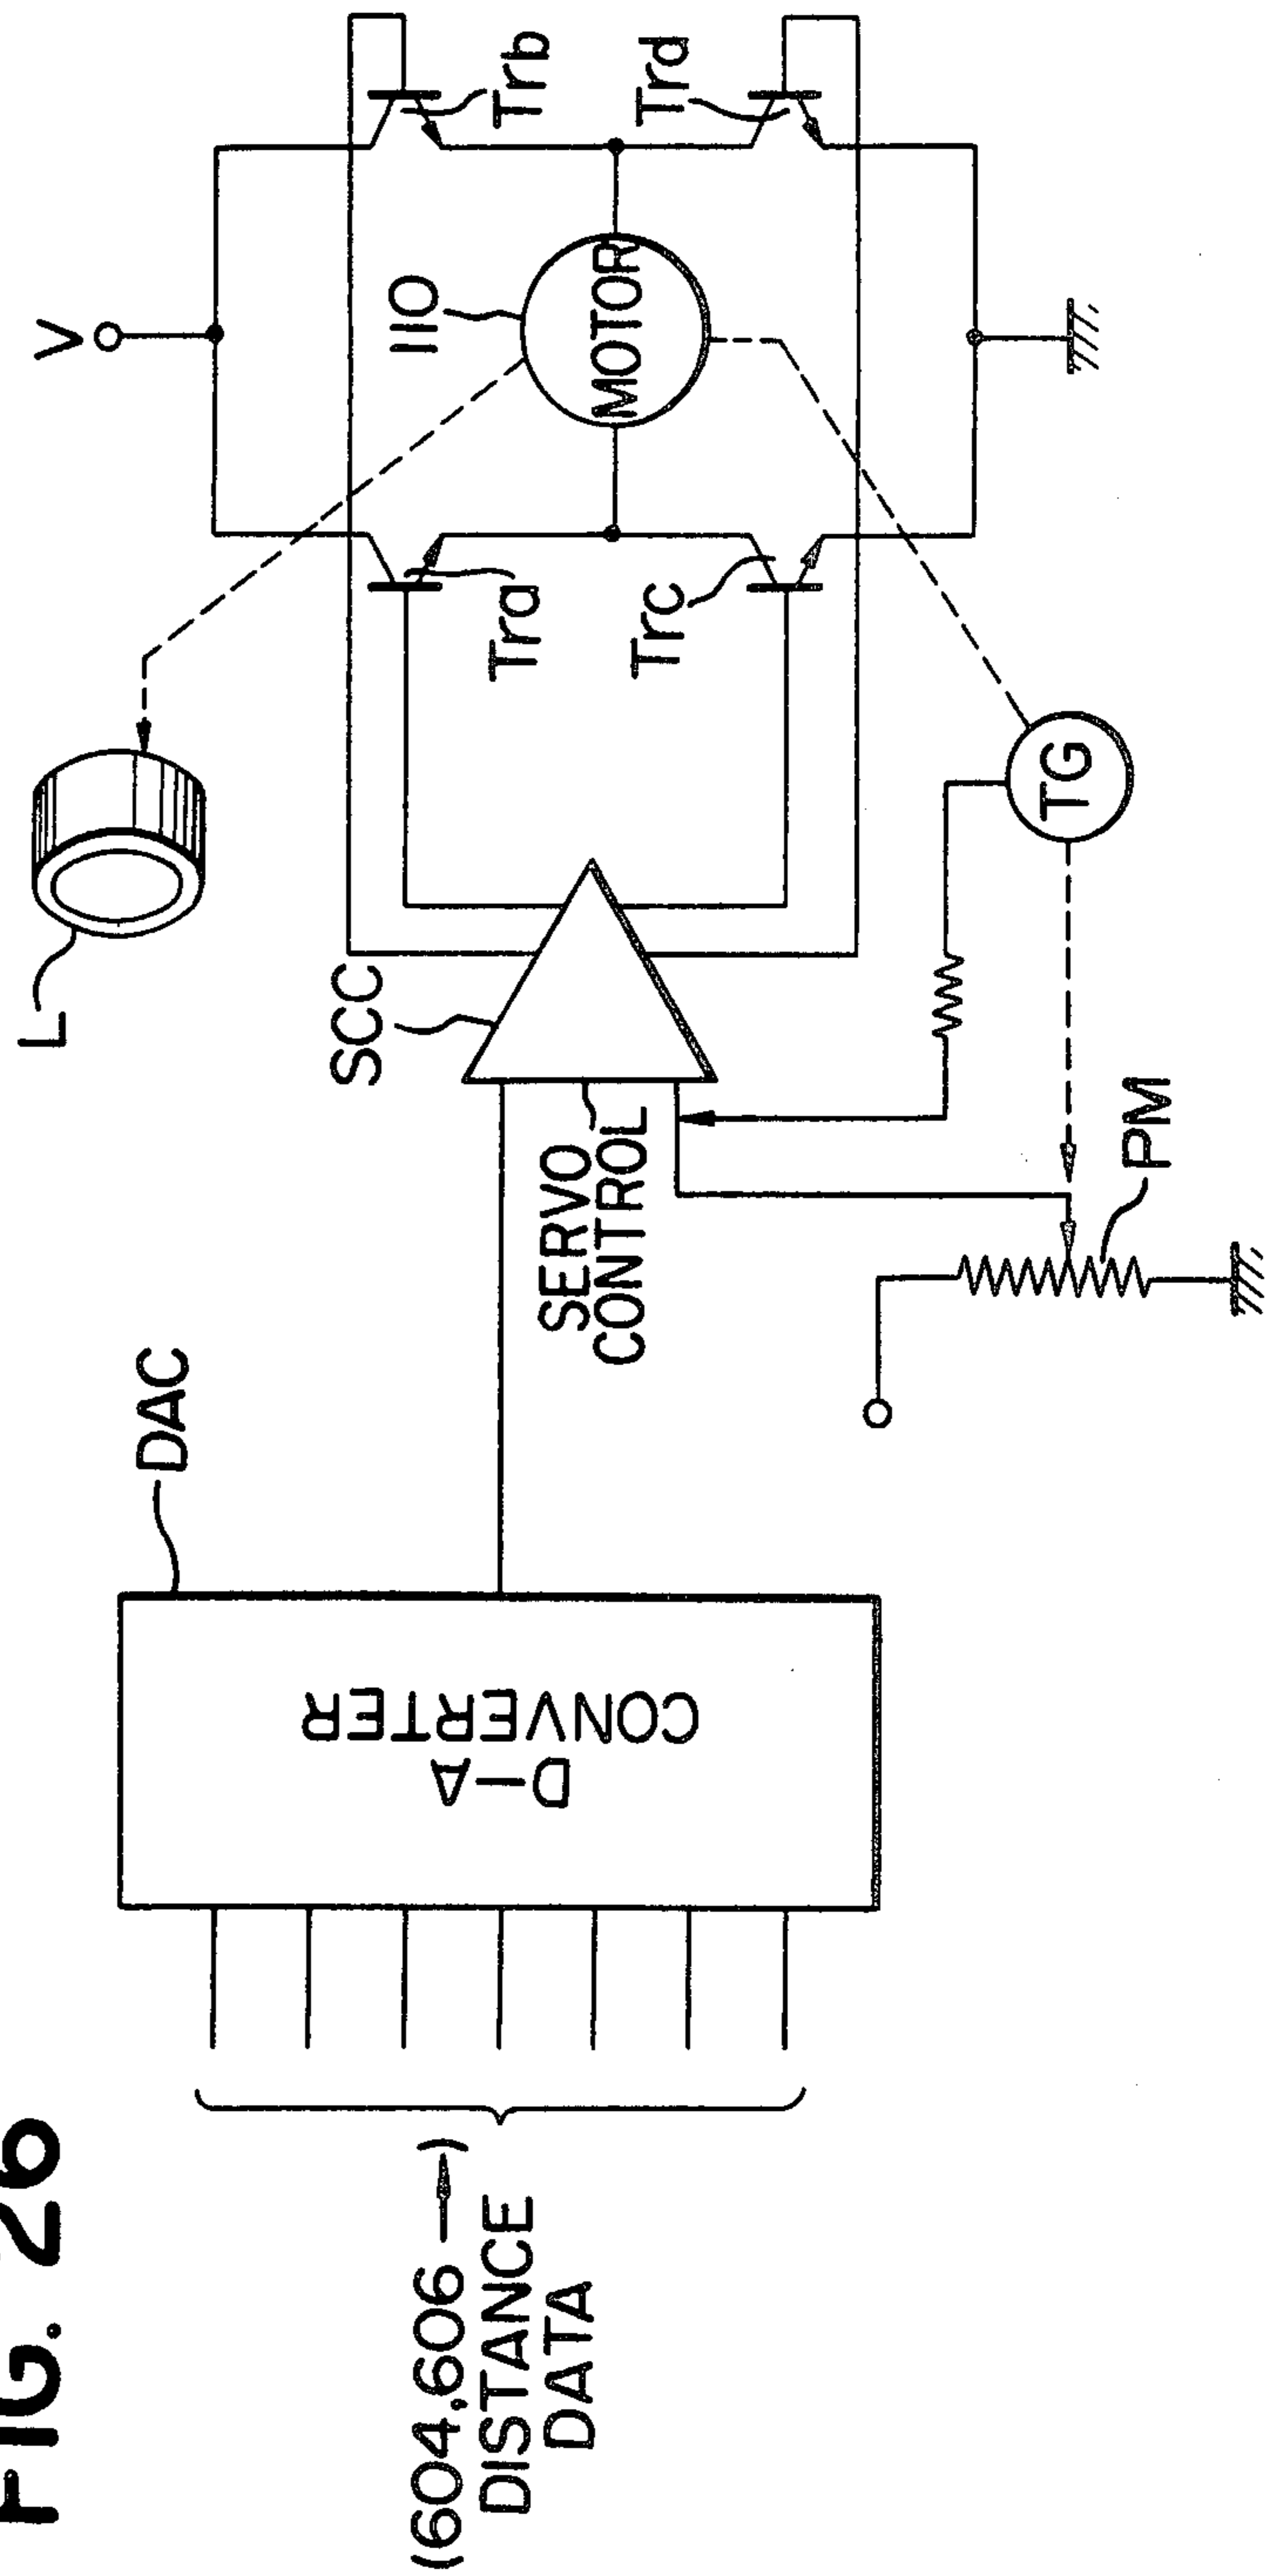 FIG. 26
(604,606 → )
DISTANCE
DATA
D-A
CONVERTER
DAC
SERVO
CONTROL
SCC
PM
TG
L
V
110
MOTOR
Tra
Trb
Trc
Trd